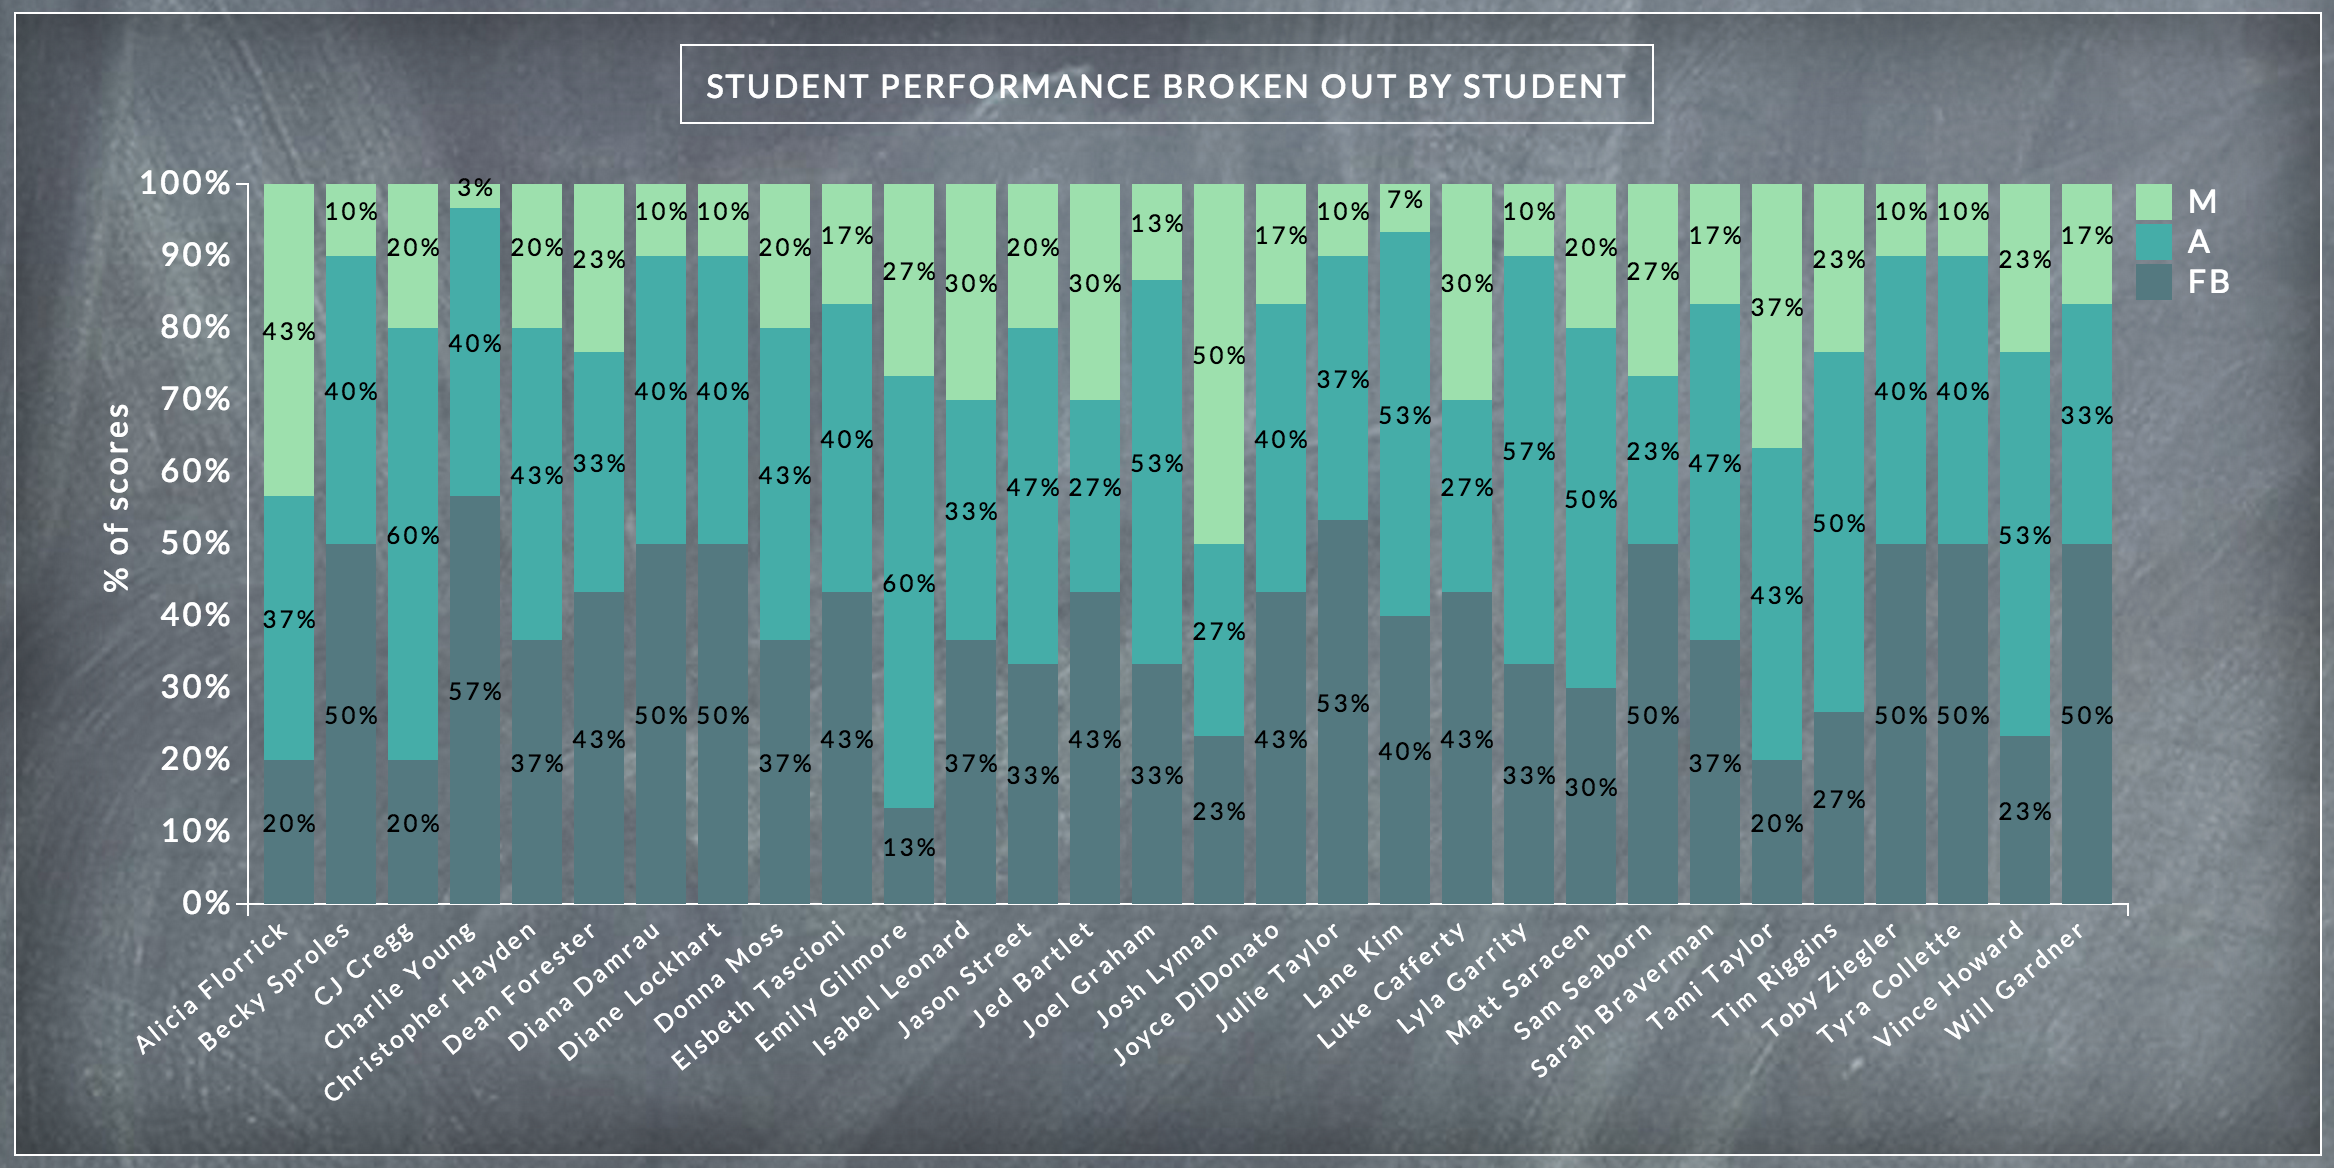 STUDENT PERFORMANCE BROKEN OUT BY STUDENT
% of scores
100%
90%
80%
70%
60%
50%
40%
30%
20%
10%
0%
43% 37% 20%
10% 40% 50%
20% 60% 20%
3% 40% 57%
20% 43% 37%
23% 33% 43%
10% 40% 50%
10% 40% 50%
20% 43% 37%
17% 40% 43%
27% 60% 13%
30% 33% 37%
20% 47% 33%
30% 27% 43%
13% 53% 33%
50% 27% 23%
17% 40% 43%
10% 37% 53%
7% 53% 40%
30% 27% 43%
10% 57% 33%
20% 50% 30%
27% 23% 50%
17% 47% 37%
37% 43% 20%
23% 50% 27%
10% 40% 50%
10% 40% 50%
23% 53% 23%
17% 33% 50%
M
A
FB
Alicia Florrick
Becky Sproles
CJ Cregg
Charlie Young
Christopher Hayden
Dean Forester
Diana Damrau
Diane Lockhart
Donna Moss
Elsbeth Tascioni
Emily Gilmore
Isabel Leonard
Jason Street
Jed Bartlet
Joel Graham
Josh Lyman
Joyce DiDonato
Julie Taylor
Lane Kim
Luke Cafferty
Lyla Garrity
Matt Saracen
Sam Seaborn
Sarah Braverman
Tami Taylor
Tim Riggins
Toby Ziegler
Tyra Collette
Vince Howard
Will Gardner